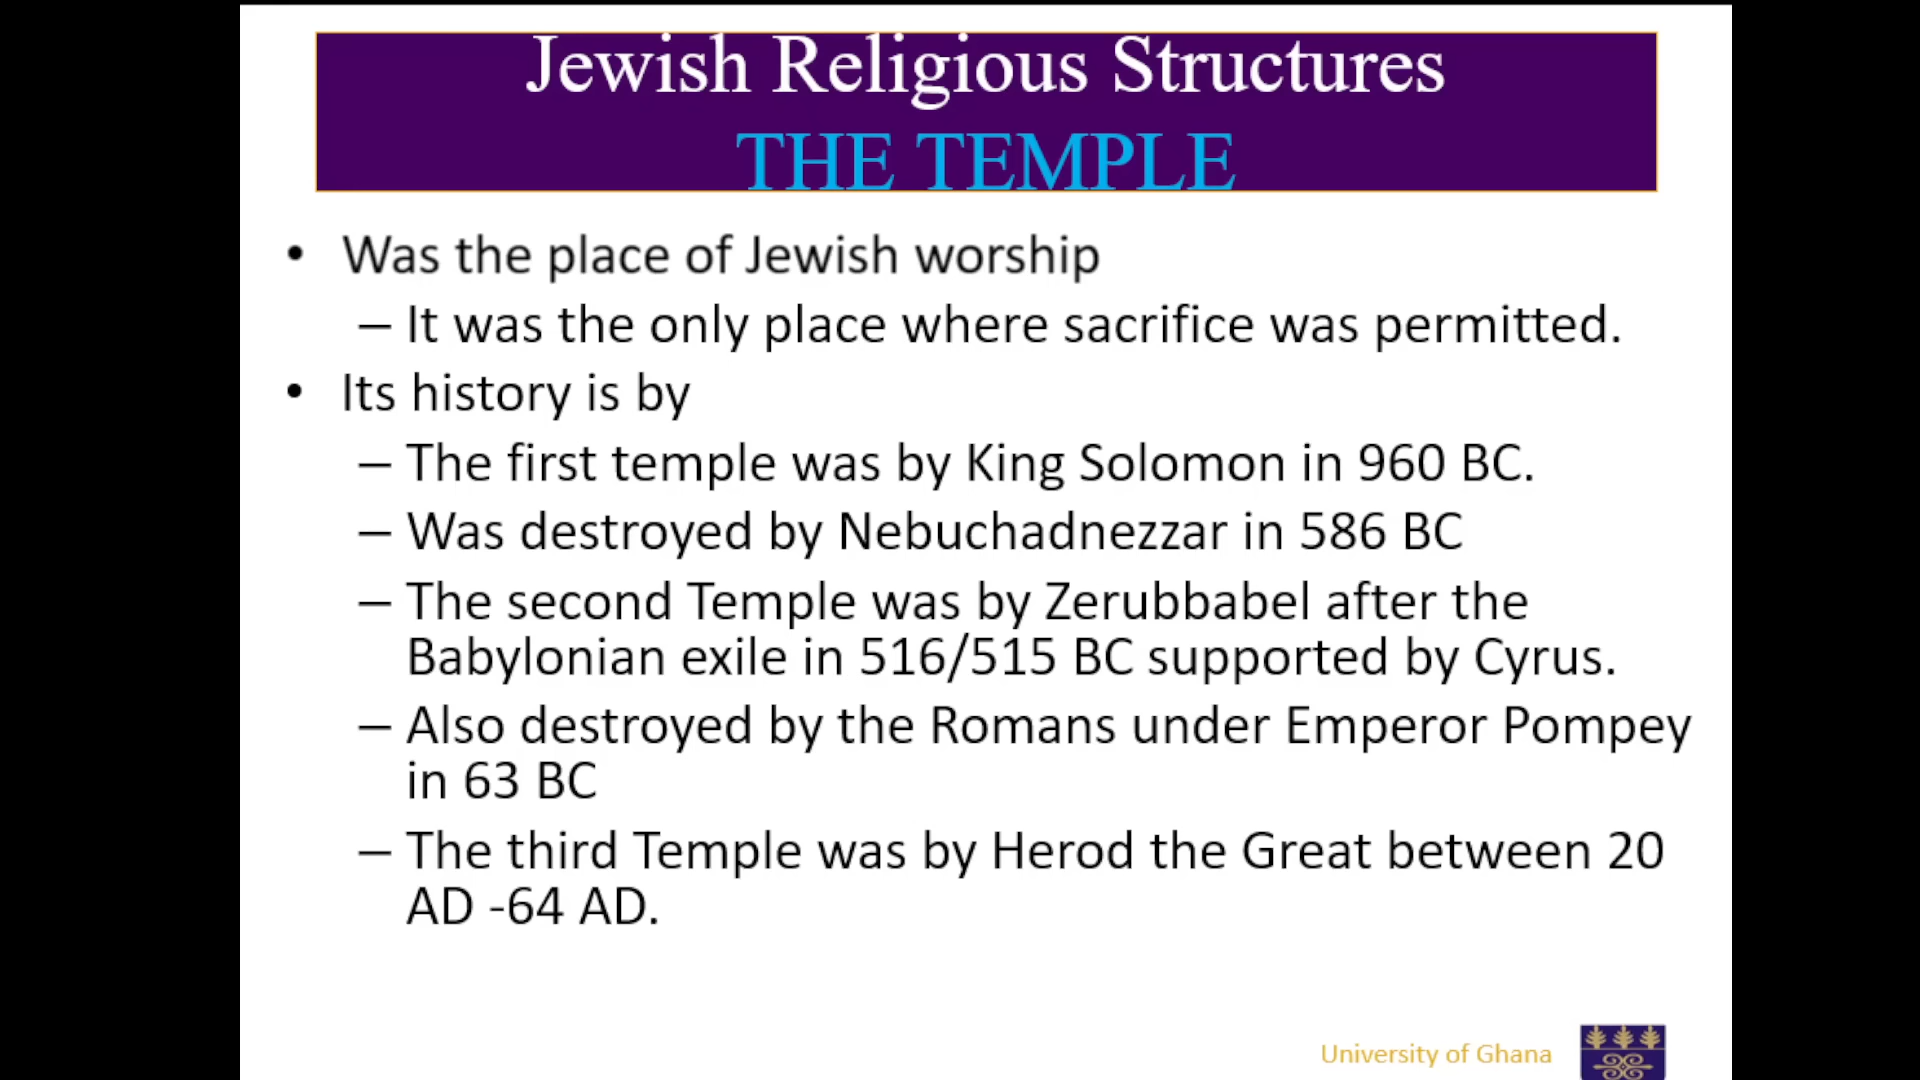 Jewish Religious Structures
THE TEMPLE
• Was the place of Jewish worship
– It was the only place where sacrifice was permitted.
• Its history is by
– The first temple was by King Solomon in 960 BC.
– Was destroyed by Nebuchadnezzar in 586 BC
– The second Temple was by Zerubbabel after the
Babylonian exile in 516/515 BC supported by Cyrus.
– Also destroyed by the Romans under Emperor Pompey
in 63 BC
– The third Temple was by Herod the Great between 20
AD -64 AD.
University of Ghana